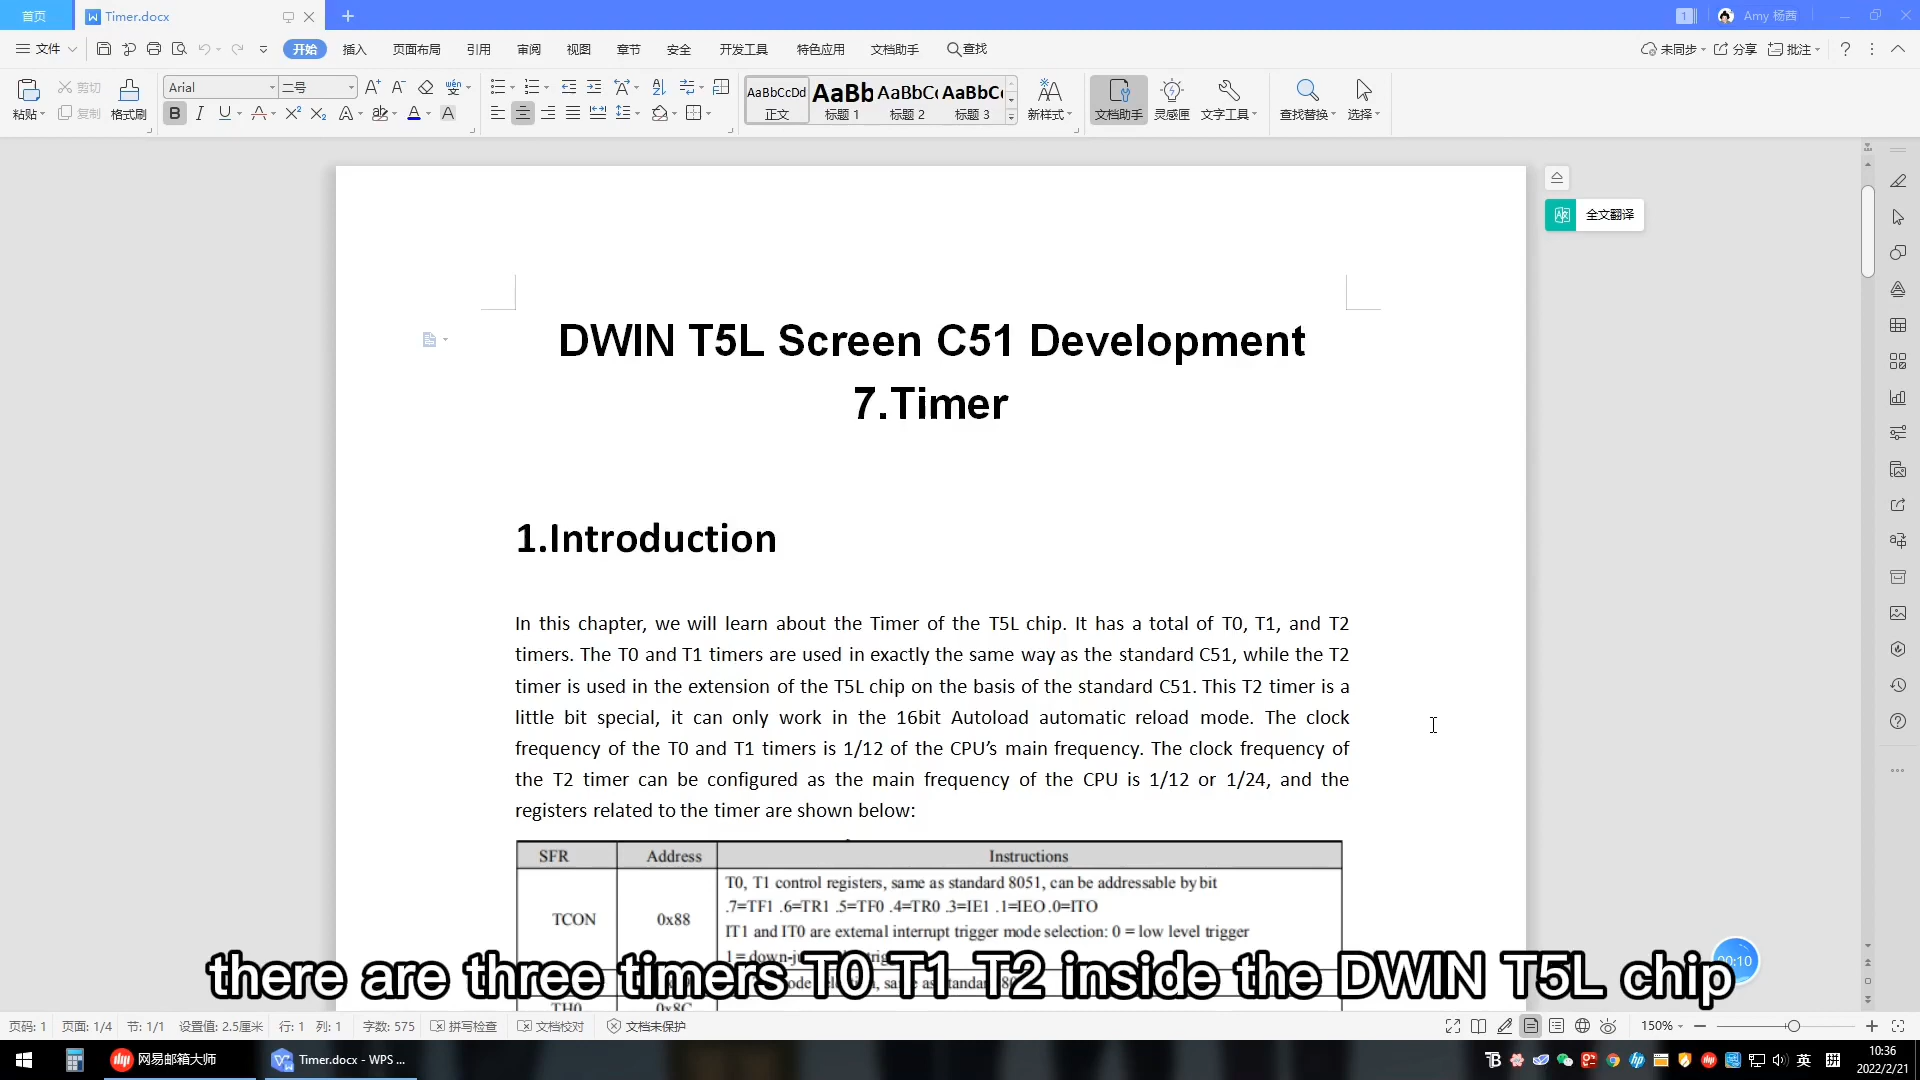 首页
Timer.docx
1
Amy 杨茜
文件
开始
插入
页面布局
引用
审阅
视图
章节
安全
开发工具
特色应用
文档助手
查找
未同步
分享
批注
粘贴
剪切
复制
格式刷
Arial
二号
AaBbCcDd
正文
AaBb
标题 1
AaBbC
标题 2
AaBbC
标题 3
新样式
文档助手
灵感匣
文字工具
查找替换
选择
全文翻译
DWIN T5L Screen C51 Development
7.Timer
1.Introduction
In this chapter, we will learn about the Timer of the T5L chip. It has a total of T0, T1, and T2
timers. The T0 and T1 timers are used in exactly the same way as the standard C51, while the T2
timer is used in the extension of the T5L chip on the basis of the standard C51. This T2 timer is a
little bit special, it can only work in the 16bit Autoload automatic reload mode. The clock
frequency of the T0 and T1 timers is 1/12 of the CPU’s main frequency. The clock frequency of
the T2 timer can be configured as the main frequency of the CPU is 1/12 or 1/24, and the
registers related to the timer are shown below:
SFR Address Instructions
T0, T1 control registers, same as standard 8051, can be addressable by bit
.7=TF1 .6=TR1 .5=TF0 .4=TR0 .3=IE1 .1=IEO .0=ITO
TCON 0x88
IT1 and IT0 are external interrupt trigger mode selection: 0 = low level trigger
TH0 0x8C
there are three timers T0 T1 T2 inside the DWIN T5L chip
00:10
页码: 1 页面: 1/4 节: 1/1 设置值: 2.5厘米 行: 1 列: 1 字数: 575 拼写检查 文档校对 文档未保护 150%
网易邮箱大师
Timer.docx - WPS ...
英
10:36
2022/2/21